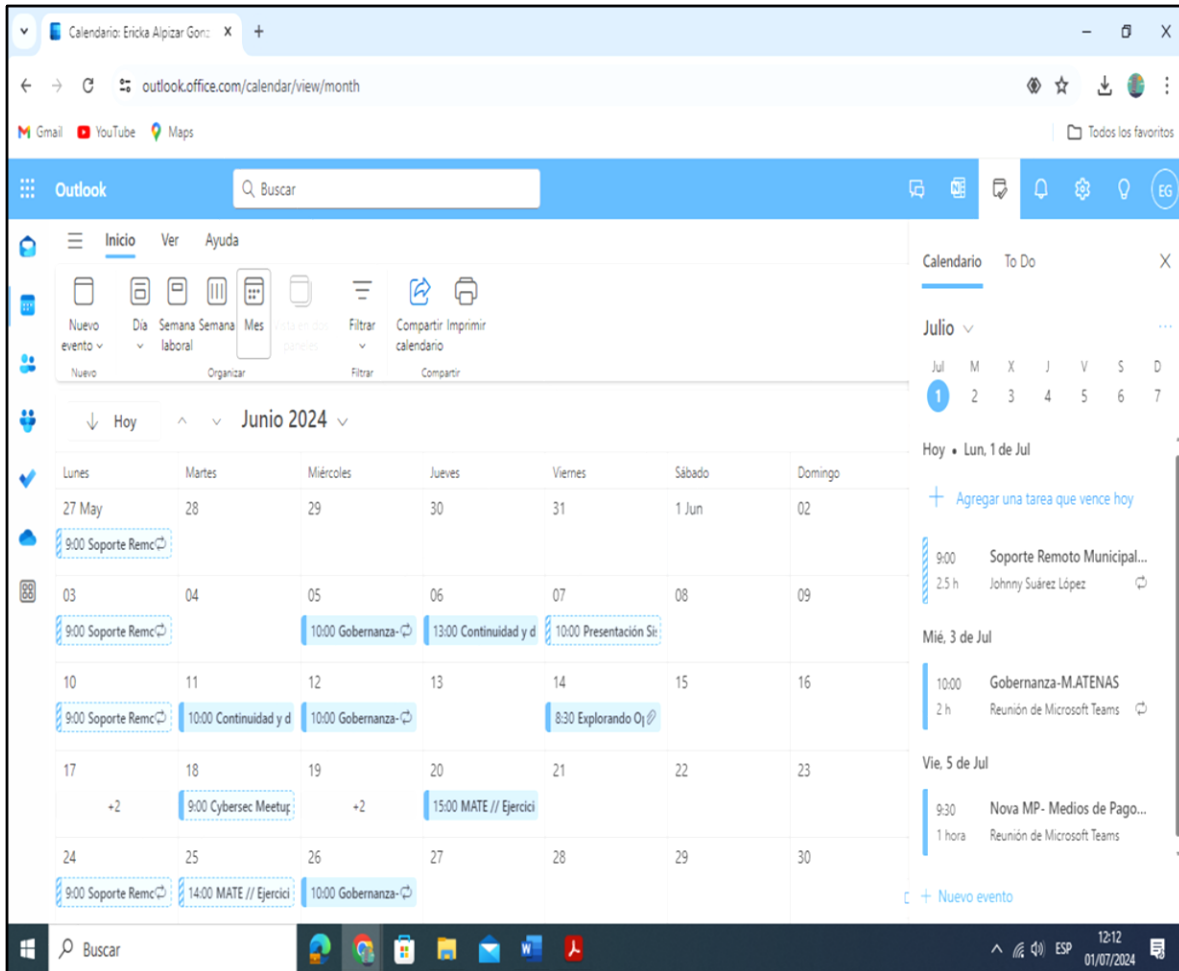 Calendario: Ericka Alpizar Gonz
outlook.office.com/calendar/view/month
Gmail YouTube Maps Todos los favoritos
Outlook Buscar EG
Inicio Ver Ayuda
Nuevo evento Día Semana laboral Semana Mes Vista en dos paneles Filtrar Compartir calendario Imprimir
Nuevo Organizar Filtrar Compartir
Hoy Junio 2024
Lunes Martes Miércoles Jueves Viernes Sábado Domingo
27 May 28 29 30 31 1 Jun 02
9:00 Soporte Remc
03 04 05 06 07 08 09
9:00 Soporte Remc 10:00 Gobernanza- 13:00 Continuidad y d 10:00 Presentación Si
10 11 12 13 14 15 16
9:00 Soporte Remc 10:00 Continuidad y d 10:00 Gobernanza- 8:30 Explorando O
17 18 19 20 21 22 23
+2 9:00 Cybersec Meetup +2 15:00 MATE // Ejercici
24 25 26 27 28 29 30
9:00 Soporte Remc 14:00 MATE // Ejercici 10:00 Gobernanza-
Calendario To Do
Julio
Jul M X J V S D
1 2 3 4 5 6 7
Hoy • Lun, 1 de Jul
Agregar una tarea que vence hoy
9:00 Soporte Remoto Municipal...
2.5 h Johnny Suárez López
Mié, 3 de Jul
10:00 Gobernanza-M.ATENAS
2 h Reunión de Microsoft Teams
Vie, 5 de Jul
9:30 Nova MP- Medios de Pago...
1 hora Reunión de Microsoft Teams
+ Nuevo evento
Buscar ESP 12:12
01/07/2024